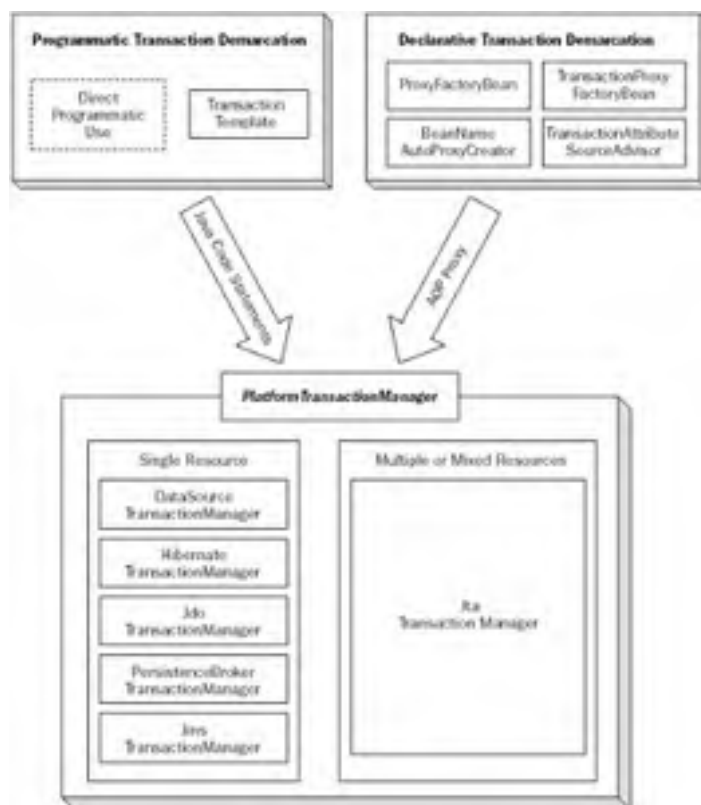 Programmatic Transaction Demarcation
Direct
Programmatic
Use
Transaction
Template
Declarative Transaction Demarcation
ProxyFactoryBean
TransactionProxy
FactoryBean
BeanName
AutoProxyCreator
TransactionAttribute
SourceAdvisor
Java Code Statements
AOP Proxy
PlatformTransactionManager
Single Resource
DataSource
TransactionManager
Hibernate
TransactionManager
Jdo
TransactionManager
PersistenceBroker
TransactionManager
Jms
TransactionManager
Multiple or Mixed Resources
Jta
Transaction Manager